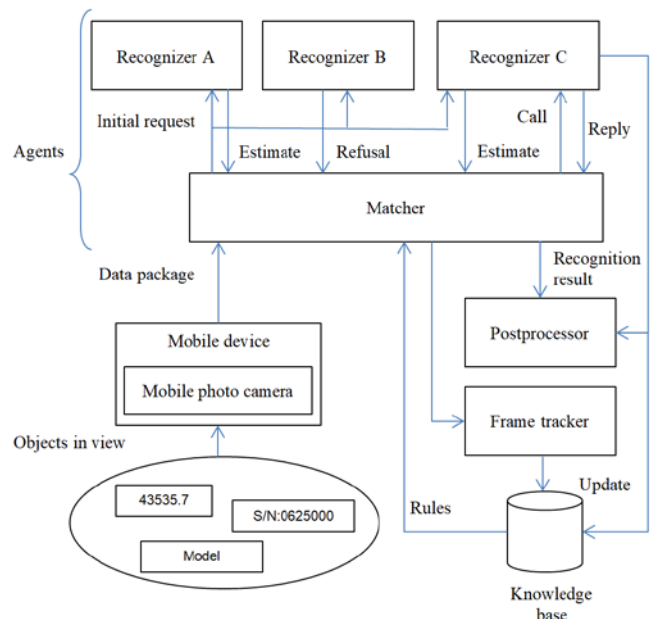 Recognizer A
Recognizer B
Recognizer C
Initial request
Call
Reply
Agents
Estimate
Refusal
Estimate
Matcher
Data package
Recognition
result
Mobile device
Postprocessor
Mobile photo camera
Frame tracker
Objects in view
43535.7
S/N:0625000
Model
Rules
Update
Knowledge
base